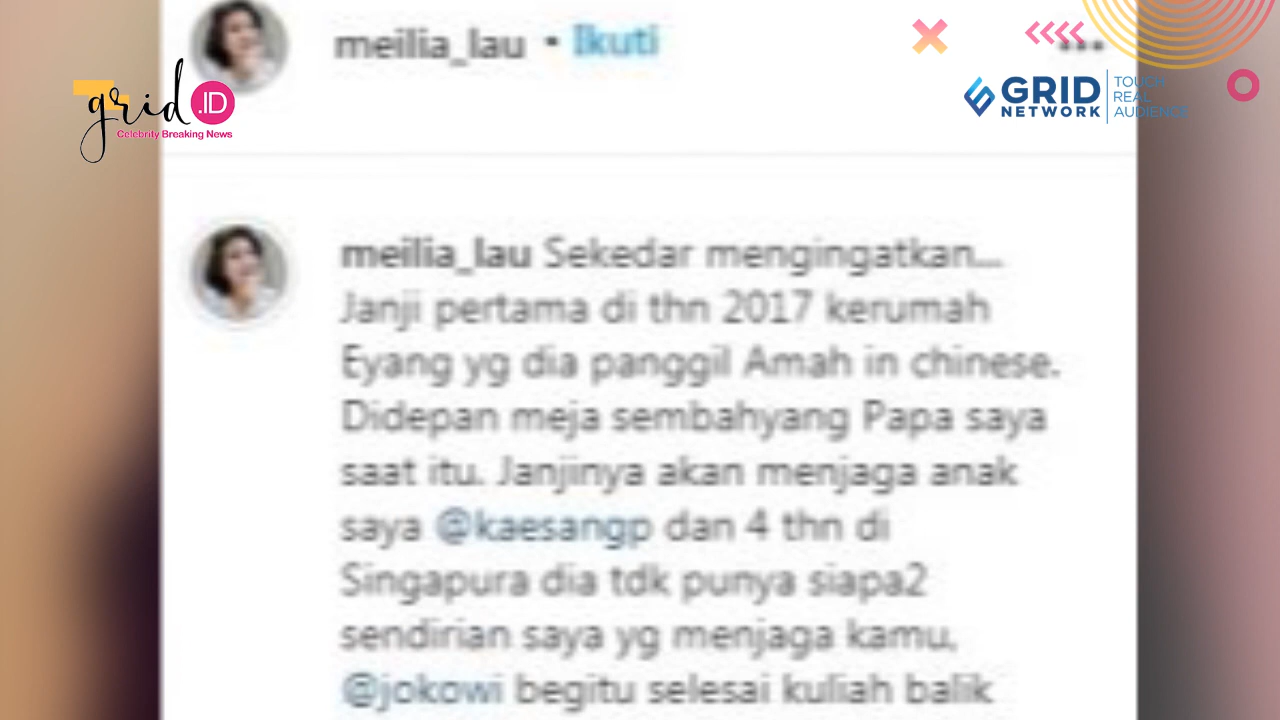 meilia_lau • Ikuti
grid .ID
Celebrity Breaking News
GRID NETWORK
TOUCH
REAL
AUDIENCE
meilia_lau Sekedar mengingatkan...
Janji pertama di thn 2017 kerumah
Eyang yg dia panggil Amah in chinese.
Didepan meja sembahyang Papa saya
saat itu. Janjinya akan menjaga anak
saya @kaesangp dan 4 thn di
Singapura dia tdk punya siapa2
sendirian saya yg menjaga kamu,
@jokowi begitu selesai kuliah balik